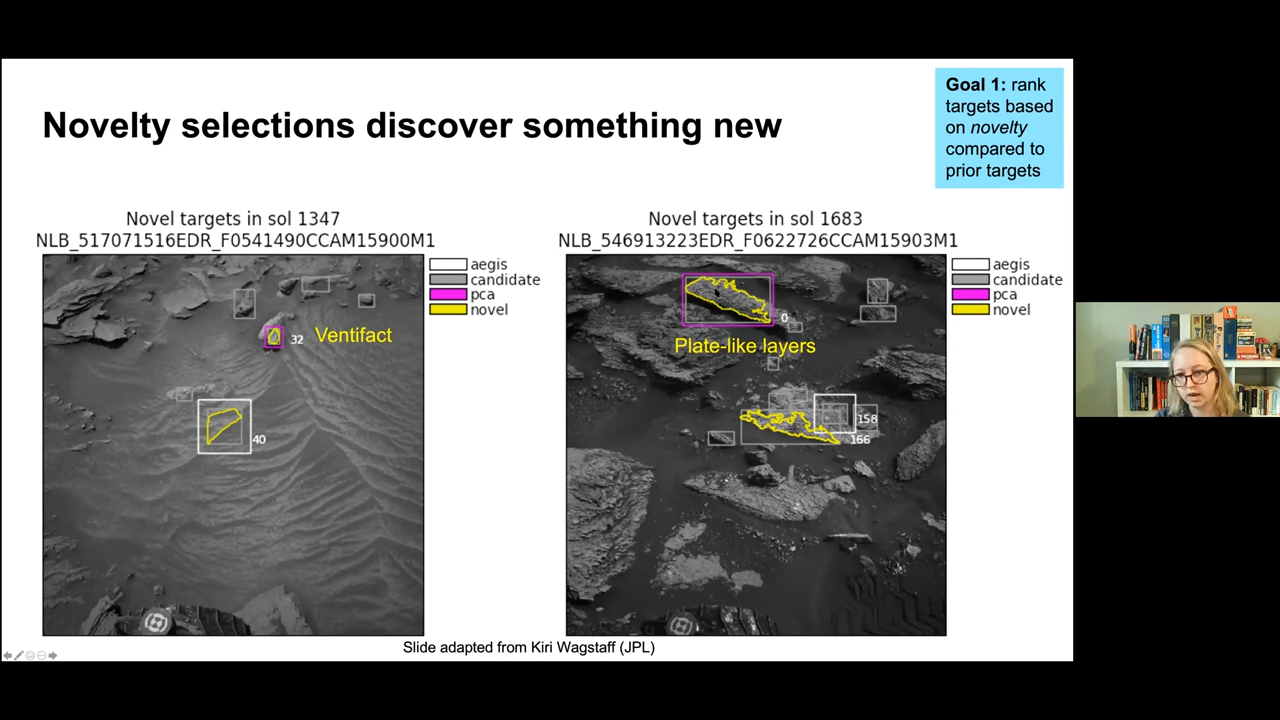 Novelty selections discover something new
Goal 1: rank
targets based
on novelty
compared to
prior targets
Novel targets in sol 1347
NLB_517071516EDR_F0541490CCAM15900M1
aegis
candidate
pca
novel
32
Ventifact
40
Novel targets in sol 1683
NLB_546913223EDR_F0622726CCAM15903M1
aegis
candidate
pca
novel
0
Plate-like layers
158
166
Slide adapted from Kiri Wagstaff (JPL)